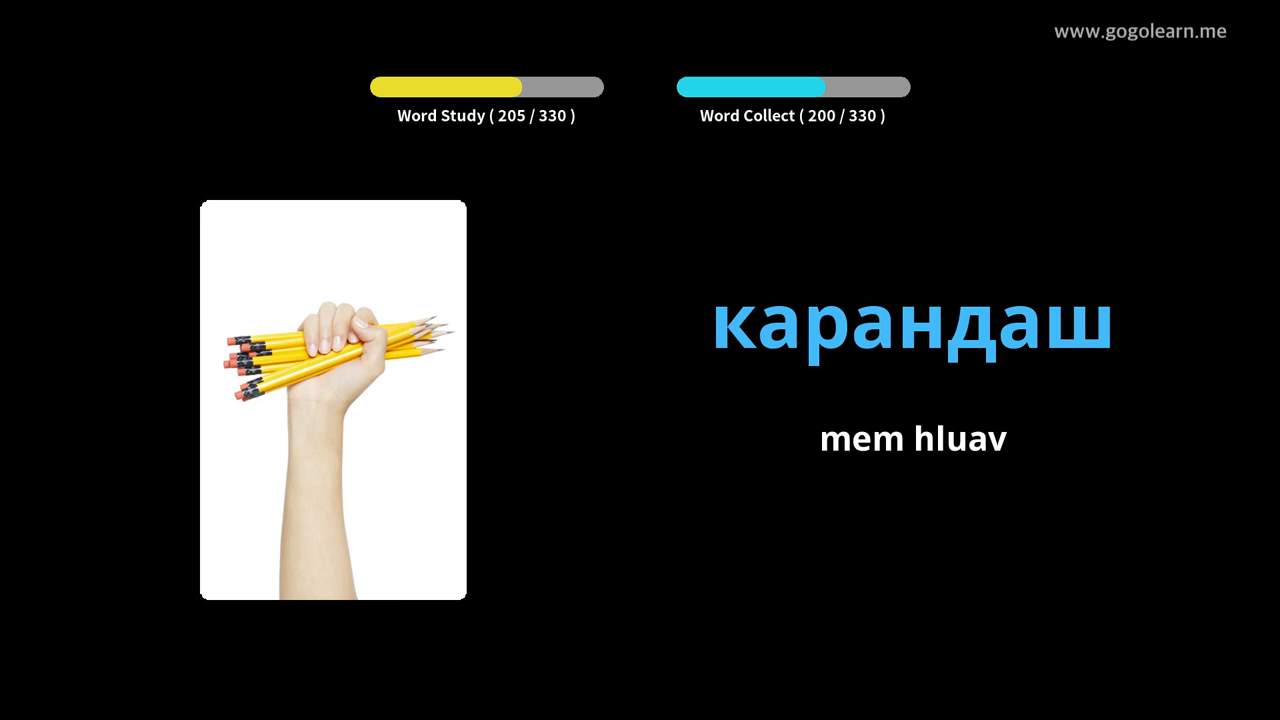 www.gogolearn.me
Word Study ( 205 / 330 )
Word Collect ( 200 / 330 )
карандаш
mem hluav